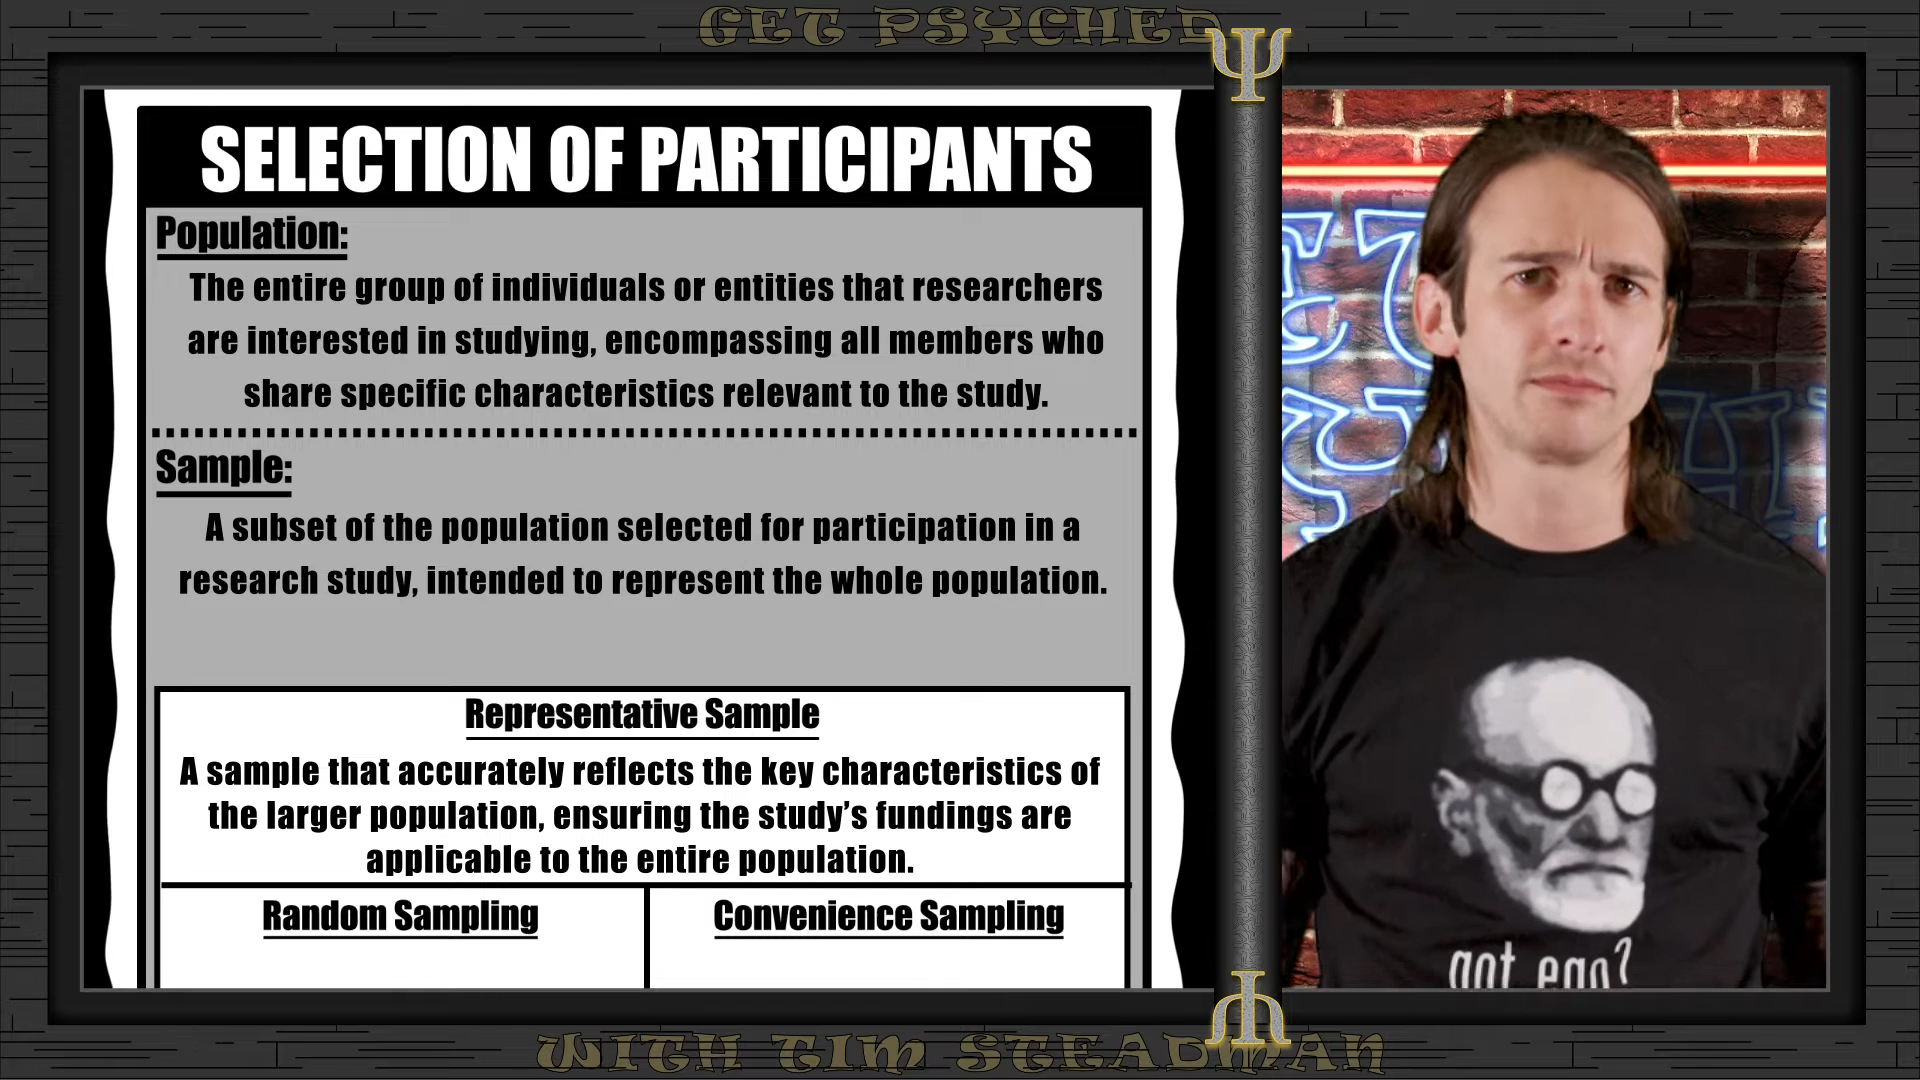 GET PSYCHED
Ψ
SELECTION OF PARTICIPANTS
Population:
The entire group of individuals or entities that researchers
are interested in studying, encompassing all members who
share specific characteristics relevant to the study.
Sample:
A subset of the population selected for participation in a
research study, intended to represent the whole population.
Representative Sample
A sample that accurately reflects the key characteristics of
the larger population, ensuring the study’s fundings are
applicable to the entire population.
Random Sampling
Convenience Sampling
got ego?
Ψ
WITH TIM STEADMAN